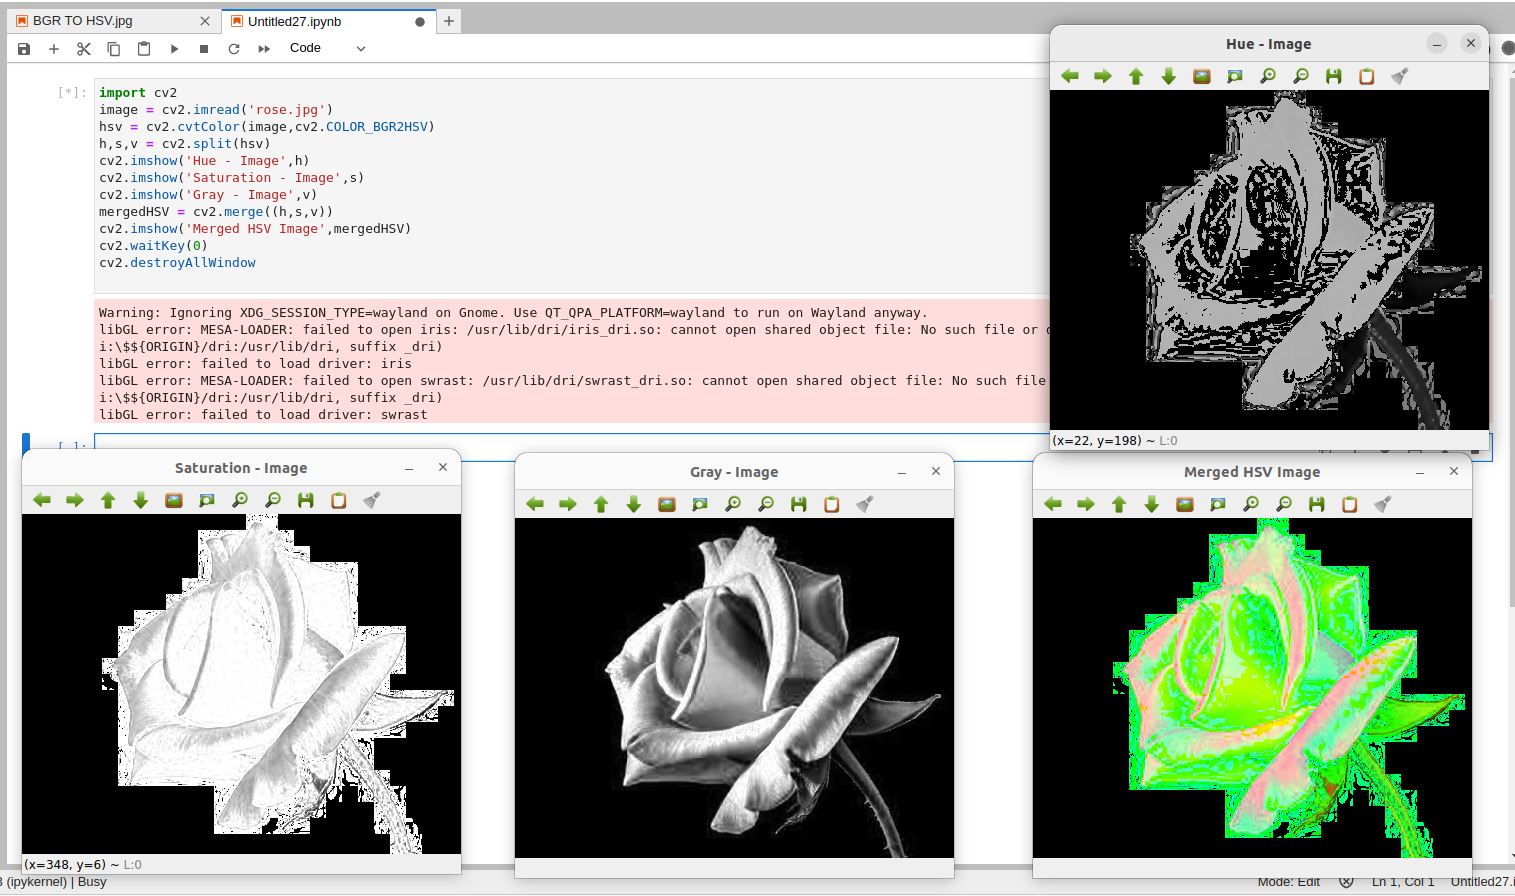 BGR TO HSV.jpg
Untitled27.ipynb
Code
[*]:
import cv2
image = cv2.imread('rose.jpg')
hsv = cv2.cvtColor(image,cv2.COLOR_BGR2HSV)
h,s,v = cv2.split(hsv)
cv2.imshow('Hue - Image',h)
cv2.imshow('Saturation - Image',s)
cv2.imshow('Gray - Image',v)
mergedHSV = cv2.merge((h,s,v))
cv2.imshow('Merged HSV Image',mergedHSV)
cv2.waitKey(0)
cv2.destroyAllWindow
Warning: Ignoring XDG_SESSION_TYPE=wayland on Gnome. Use QT_QPA_PLATFORM=wayland to run on Wayland anyway.
libGL error: MESA-LOADER: failed to open iris: /usr/lib/dri/iris_dri.so: cannot open shared object file: No such file or
i:\$${ORIGIN}/dri:/usr/lib/dri, suffix _dri)
libGL error: failed to load driver: iris
libGL error: MESA-LOADER: failed to open swrast: /usr/lib/dri/swrast_dri.so: cannot open shared object file: No such file
i:\$${ORIGIN}/dri:/usr/lib/dri, suffix _dri)
libGL error: failed to load driver: swrast
[ ]:
Hue - Image
(x=22, y=198) ~ L:0
Saturation - Image
(x=348, y=6) ~ L:0
Gray - Image
Merged HSV Image
(ipykernel) | Busy
Mode: Edit
Ln 1, Col 1
Untitled27.i